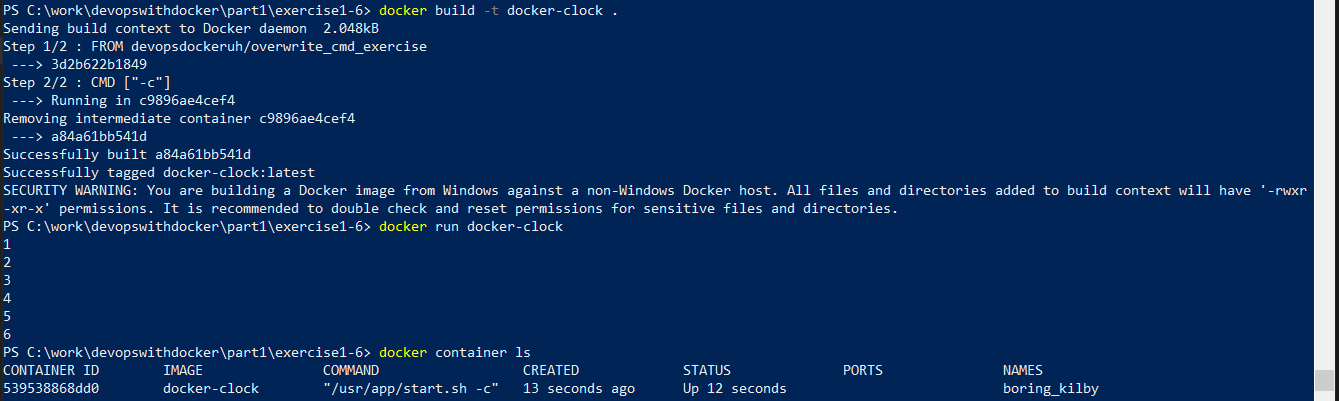 PS C:\work\devopswithdocker\part1\exercise1-6> docker build -t docker-clock .
Sending build context to Docker daemon  2.048kB
Step 1/2 : FROM devopsdockeruh/overwrite_cmd_exercise
 ---> 3d2b622b1849
Step 2/2 : CMD ["-c"]
 ---> Running in c9896ae4cef4
Removing intermediate container c9896ae4cef4
 ---> a84a61bb541d
Successfully built a84a61bb541d
Successfully tagged docker-clock:latest
SECURITY WARNING: You are building a Docker image from Windows against a non-Windows Docker host. All files and directories added to build context will have '-rwxr
-xr-x' permissions. It is recommended to double check and reset permissions for sensitive files and directories.
PS C:\work\devopswithdocker\part1\exercise1-6> docker run docker-clock
1
2
3
4
5
6
PS C:\work\devopswithdocker\part1\exercise1-6> docker container ls
CONTAINER ID        IMAGE               COMMAND                  CREATED             STATUS              PORTS               NAMES
539538868dd0        docker-clock        "/usr/app/start.sh -c"   13 seconds ago      Up 12 seconds                           boring_kilby